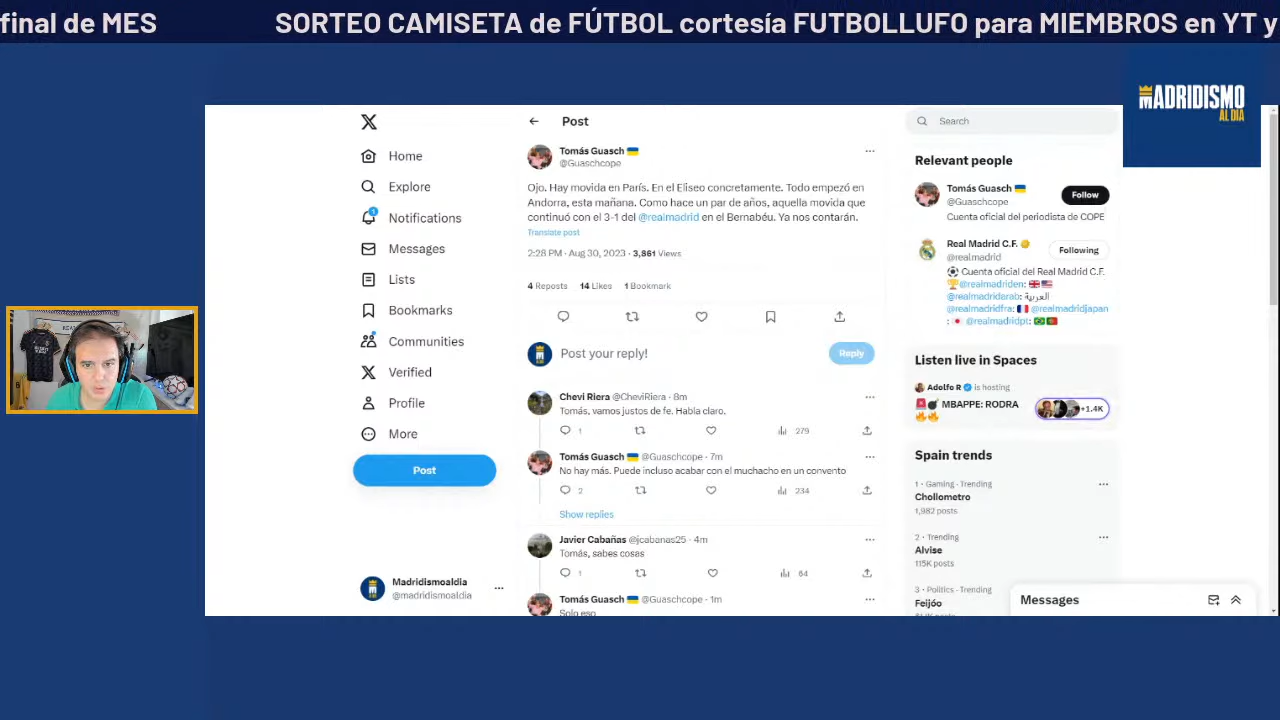 final de MES
SORTEO CAMISETA de FÚTBOL cortesía FUTBOLLUFO para MIEMBROS en YT y
MADRIDISMO
AL DIA
Home
Explore
Notifications
Messages
Lists
Bookmarks
Communities
Verified
Profile
More
Post
Madridismoaldia
@madridismoaldia
Post
Tomás Guasch 🇺🇦
@Guaschcope
Ojo. Hay movida en París. En el Eliseo concretamente. Todo empezó en
Andorra, esta mañana. Como hace un par de años, aquella movida que
continuó con el 3-1 del @realmadrid en el Bernabéu. Ya nos contarán.
Translate post
2:28 PM · Aug 30, 2023 · 3,861 Views
4 Reposts 14 Likes 1 Bookmark
Post your reply!
Reply
Chevi Riera @CheviRiera · 8m
Tomás, vamos justos de fe. Habla claro.
1 279
Tomás Guasch 🇺🇦 @Guaschcope · 7m
No hay más. Puede incluso acabar con el muchacho en un convento
2 234
Show replies
Javier Cabañas @jcabanas25 · 4m
Tomás, sabes cosas
1 64
Tomás Guasch 🇺🇦 @Guaschcope · 1m
Solo eso
Search
Relevant people
Tomás Guasch 🇺🇦
@Guaschcope
Follow
Cuenta oficial del periodista de COPE
Real Madrid C.F.
@realmadrid
Following
⚽ Cuenta oficial del Real Madrid C.F.
🏆@realmadriden: 🇬🇧🇺🇸
@realmadridarab: العربية
@realmadridfra: 🇫🇷 @realmadridjapan
: 🇯🇵 @realmadridpt: 🇧🇷🇵🇹
Listen live in Spaces
Adolfo R is hosting
🚨💣 MBAPPE: RODRA
🔥🔥
+1.4K
Spain trends
1 · Gaming · Trending
Chollometro
1,982 posts
2 · Trending
Alvise
115K posts
3 · Politics · Trending
Feijóo
Messages